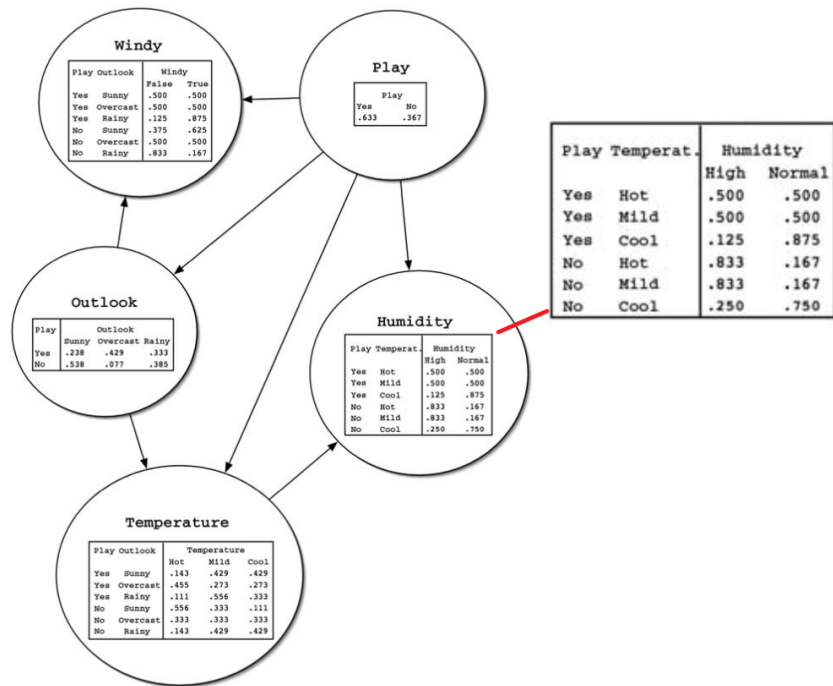 Windy
Play Outlook Windy
False True
Yes Sunny .500 .500
Yes Overcast .500 .500
Yes Rainy .125 .875
No Sunny .375 .625
No Overcast .500 .500
No Rainy .833 .167
Play
Play
Yes No
.633 .367
Play Temperat. Humidity
High Normal
Yes Hot .500 .500
Yes Mild .500 .500
Yes Cool .125 .875
No Hot .833 .167
No Mild .833 .167
No Cool .250 .750
Outlook
Play Outlook
Sunny Overcast Rainy
Yes .238 .429 .333
No .538 .077 .385
Humidity
Play Temperat. Humidity
High Normal
Yes Hot .500 .500
Yes Mild .500 .500
Yes Cool .125 .875
No Hot .833 .167
No Mild .833 .167
No Cool .250 .750
Temperature
Play Outlook Temperature
Hot Mild Cool
Yes Sunny .143 .429 .429
Yes Overcast .455 .273 .273
Yes Rainy .111 .556 .333
No Sunny .556 .333 .111
No Overcast .333 .333 .333
No Rainy .143 .429 .429